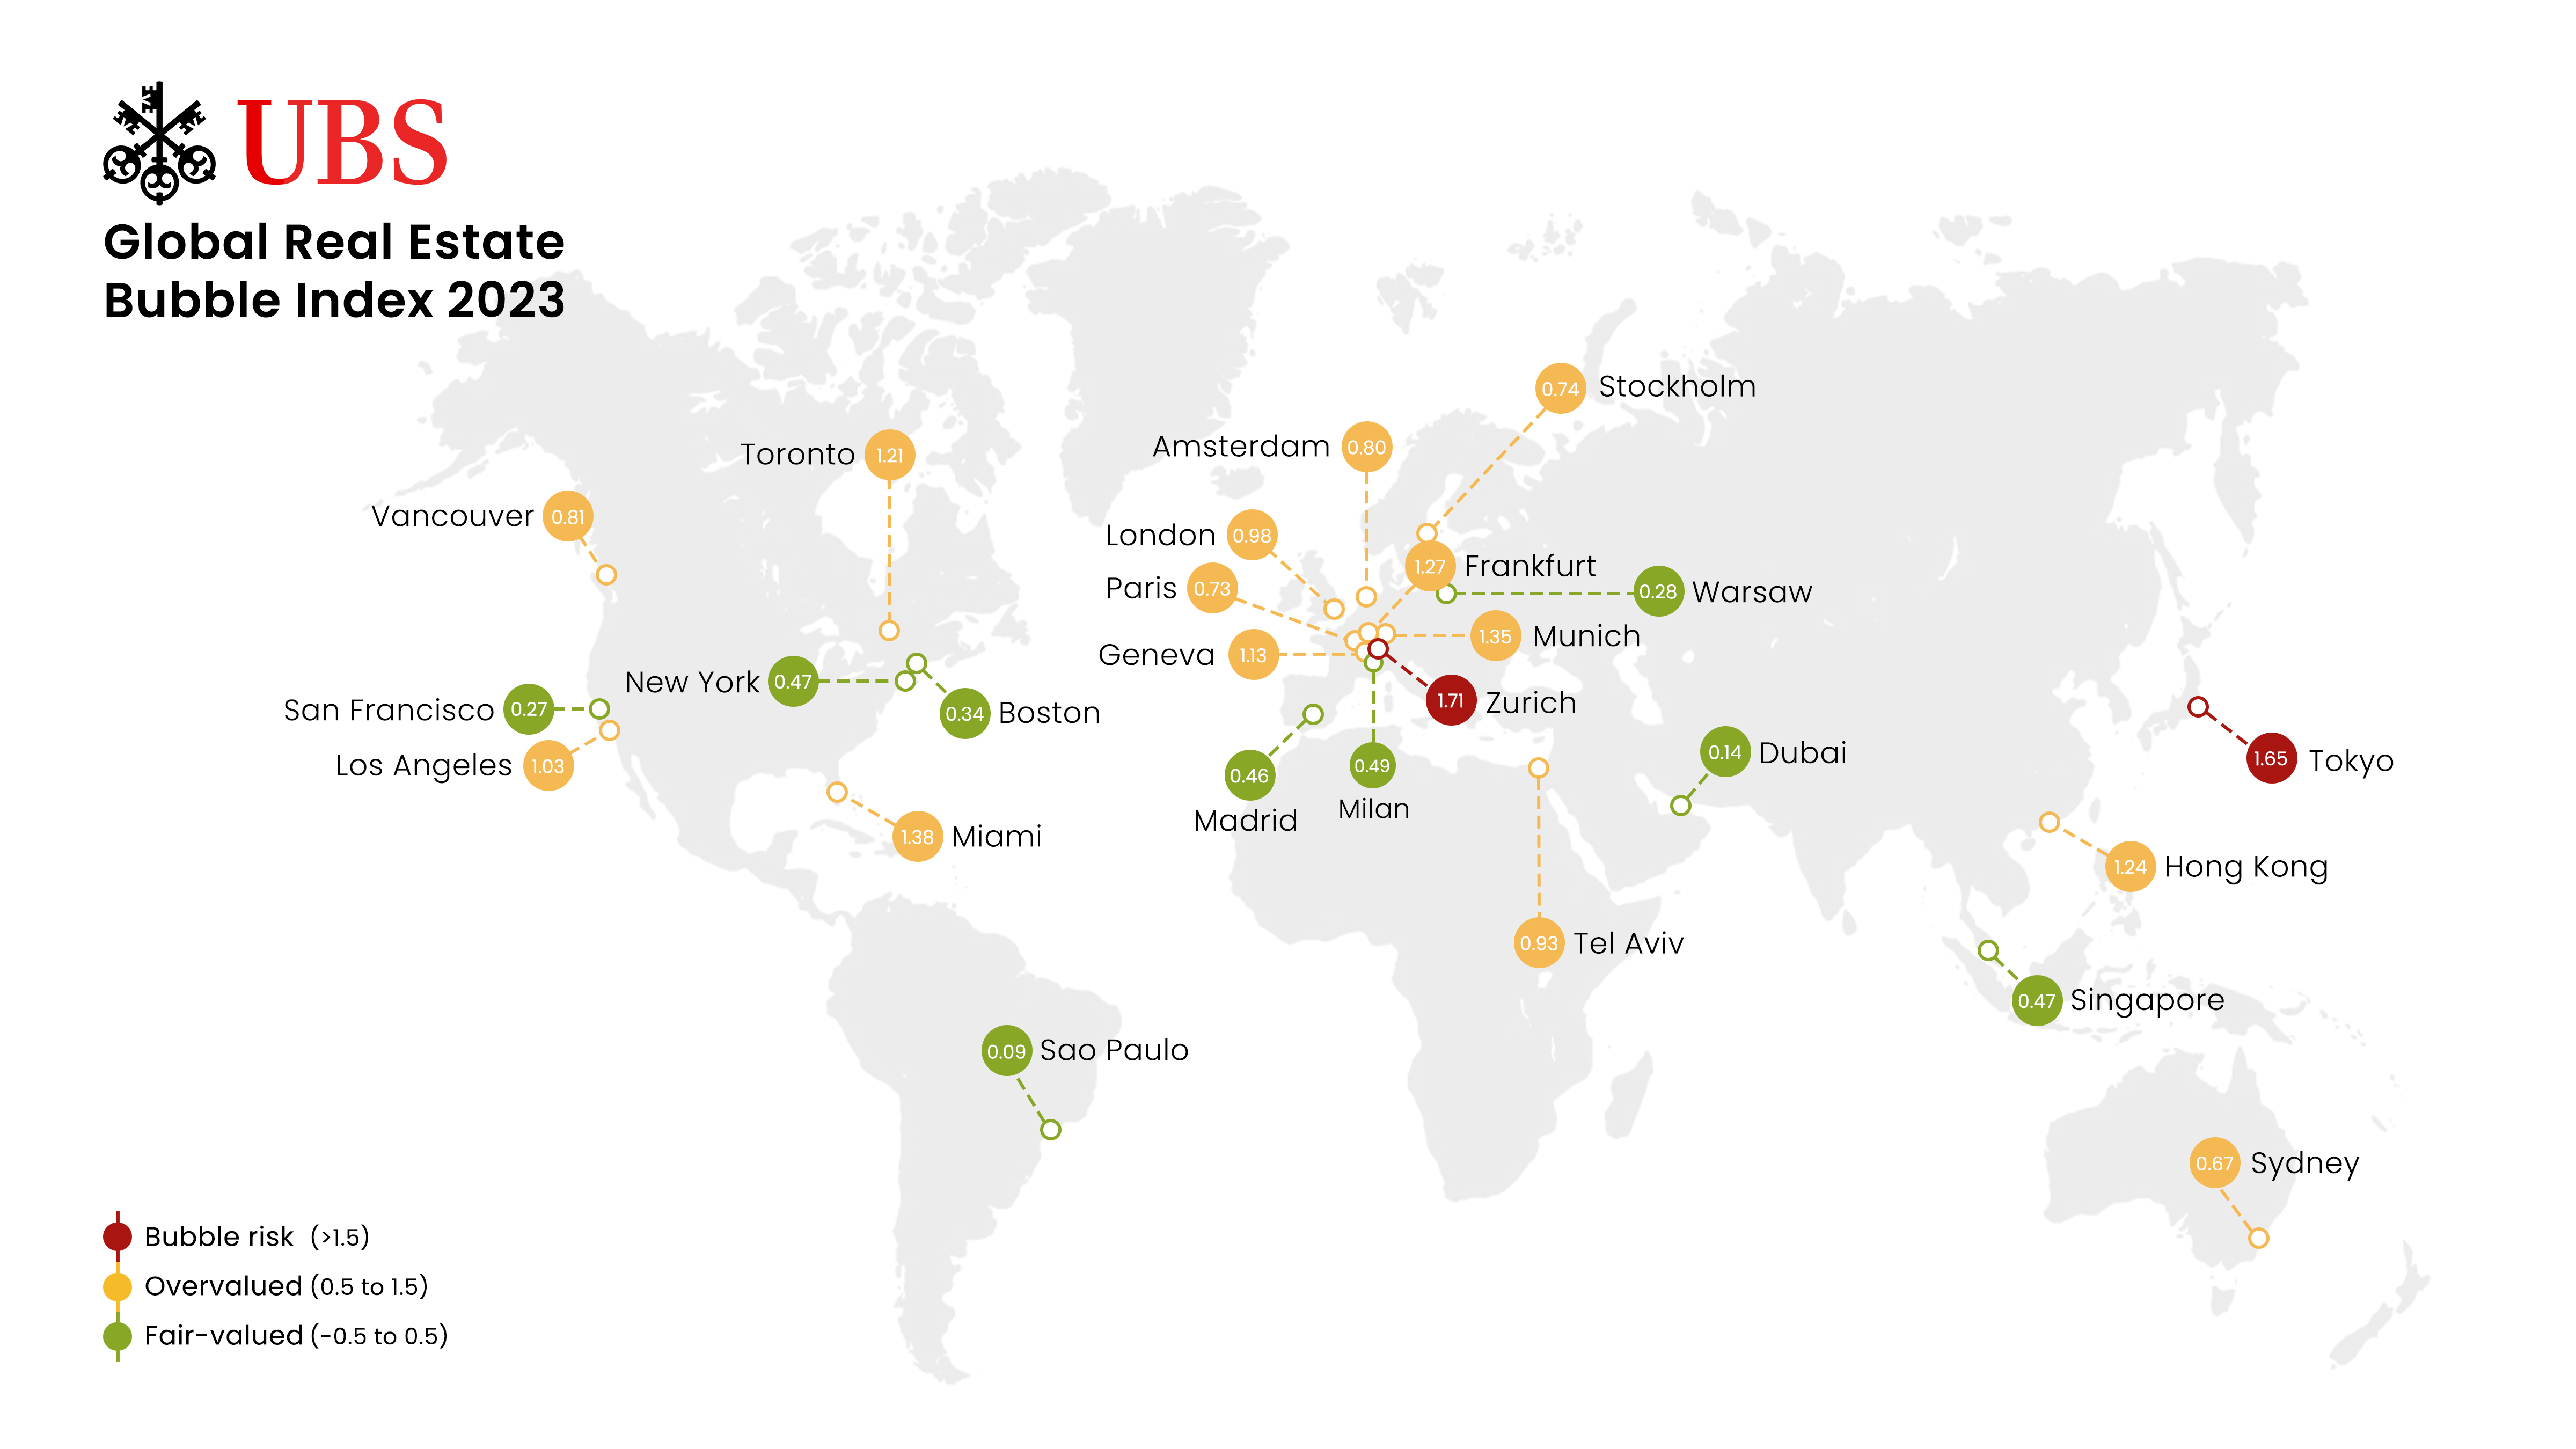 UBS
Global Real Estate
Bubble Index 2023
0.74 Stockholm
Amsterdam 0.80
Toronto 1.21
Vancouver 0.81
London 0.98
1.27 Frankfurt
Paris 0.73
0.28 Warsaw
1.35 Munich
Geneva 1.13
New York 0.47
1.71 Zurich
San Francisco 0.27
0.34 Boston
0.14 Dubai
1.65 Tokyo
Los Angeles 1.03
0.46
Madrid
0.49
Milan
1.38 Miami
1.24 Hong Kong
0.93 Tel Aviv
0.47 Singapore
0.09 Sao Paulo
0.67 Sydney
Bubble risk (>1.5)
Overvalued (0.5 to 1.5)
Fair-valued (-0.5 to 0.5)